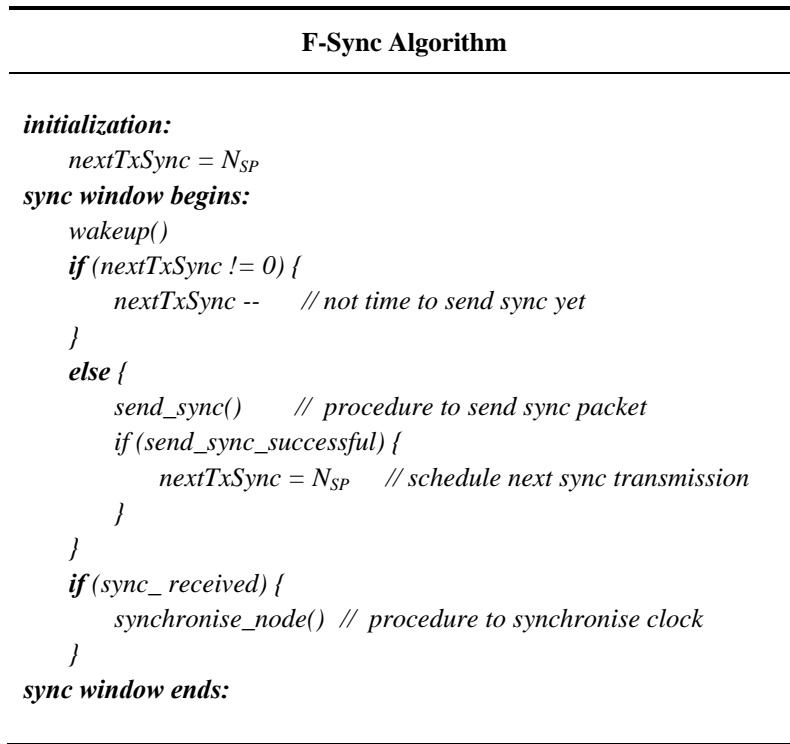 F-Sync Algorithm
initialization:
nextTxSync = N_SP
sync window begins:
wakeup()
if (nextTxSync != 0) {
nextTxSync -- // not time to send sync yet
}
else {
send_sync() // procedure to send sync packet
if (send_sync_successful) {
nextTxSync = N_SP // schedule next sync transmission
}
}
if (sync_ received) {
synchronise_node() // procedure to synchronise clock
}
sync window ends: